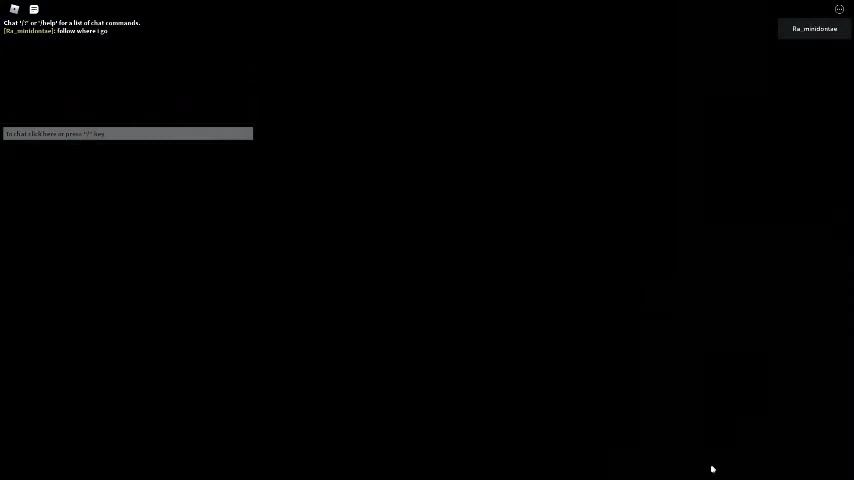 Chat '/?' or '/help' for a list of chat commands.
[Ra_minidontae]: follow where i go
Ra_minidontae
To chat click here or press "/" key